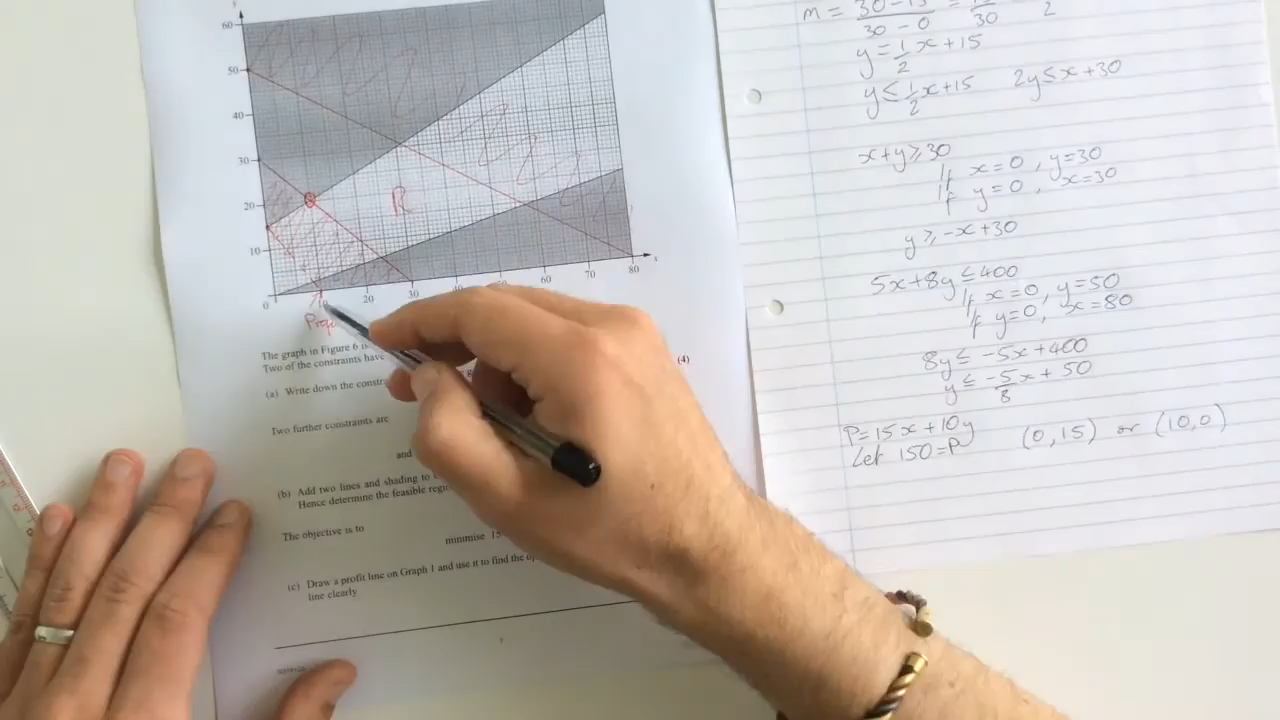 y
60
50
40
30
20
10
0
20
30
40
60
70
80
x
R
The graph in Figure 6 is
Two of the constraints have
(4)
(a) Write down the
Two further constraints are
and
(b) Add two lines and shading to
Hence determine the feasible
The objective is to
minimise 15
(c) Draw a profit line on Graph 1 and use it to find the
line clearly
y = 1/2 x + 15
y ≤ 1/2 x + 15 2y ≤ x + 30
x + y ≥ 30
If x = 0, y = 30
If y = 0, x = 30
y ≥ -x + 30
5x + 8y ≤ 400
If x = 0, y = 50
If y = 0, x = 80
8y ≤ -5x + 400
y ≤ -5/8 x + 50
P = 15x + 10y
Let 150 = P (0, 15) or (10, 0)